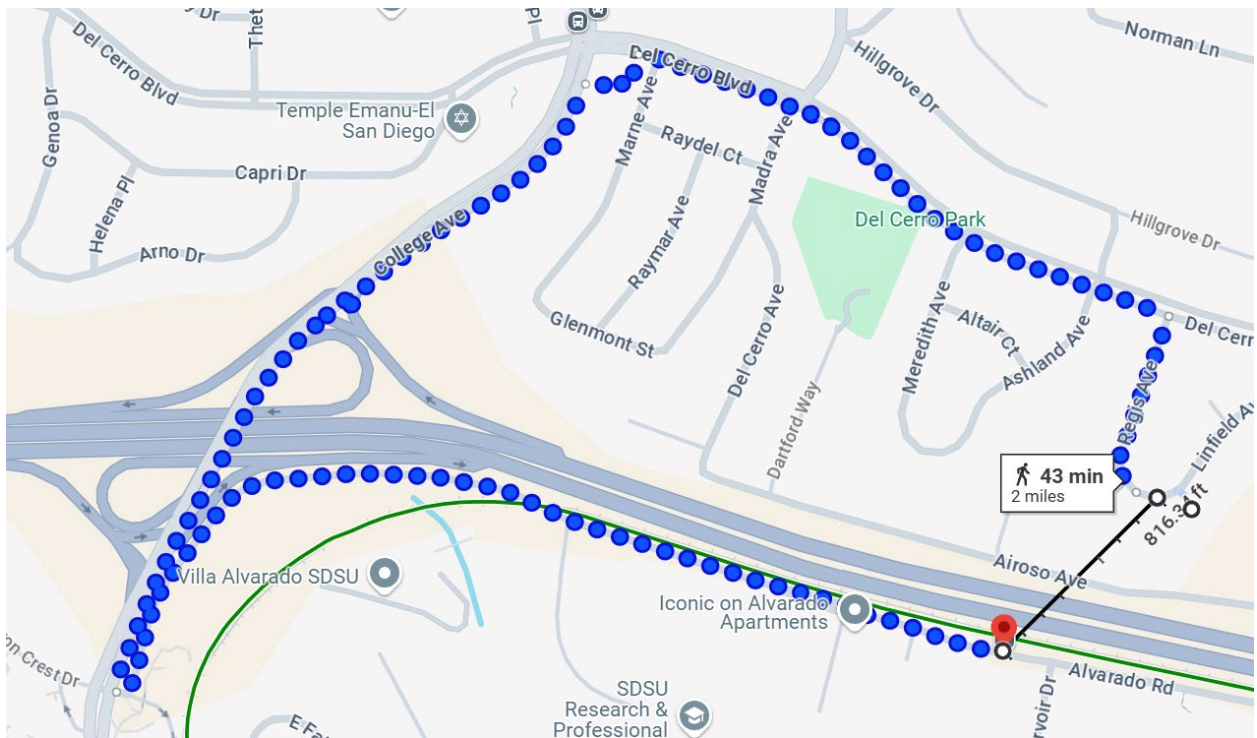 Del Cerro Blvd
Genoa Dr
Helena Pl
Arno Dr
Capri Dr
Temple Emanu-El
San Diego
College Ave
Del Cerro Blvd
Hillgrove Dr
Norman Ln
Marne Ave
Raydel Ct
Madra Ave
Raymar Ave
Glenmont St
Del Cerro Ave
Dartford Way
Del Cerro Park
Hillgrove Dr
Meredith Ave
Altair Ct
Ashland Ave
Del Cerr
Regis Ave
Linfield Av
43 min
2 miles
816.34 ft
Airoso Ave
Villa Alvarado SDSU
Iconic on Alvarado
Apartments
Alvarado Rd
SDSU
Research &
Professional